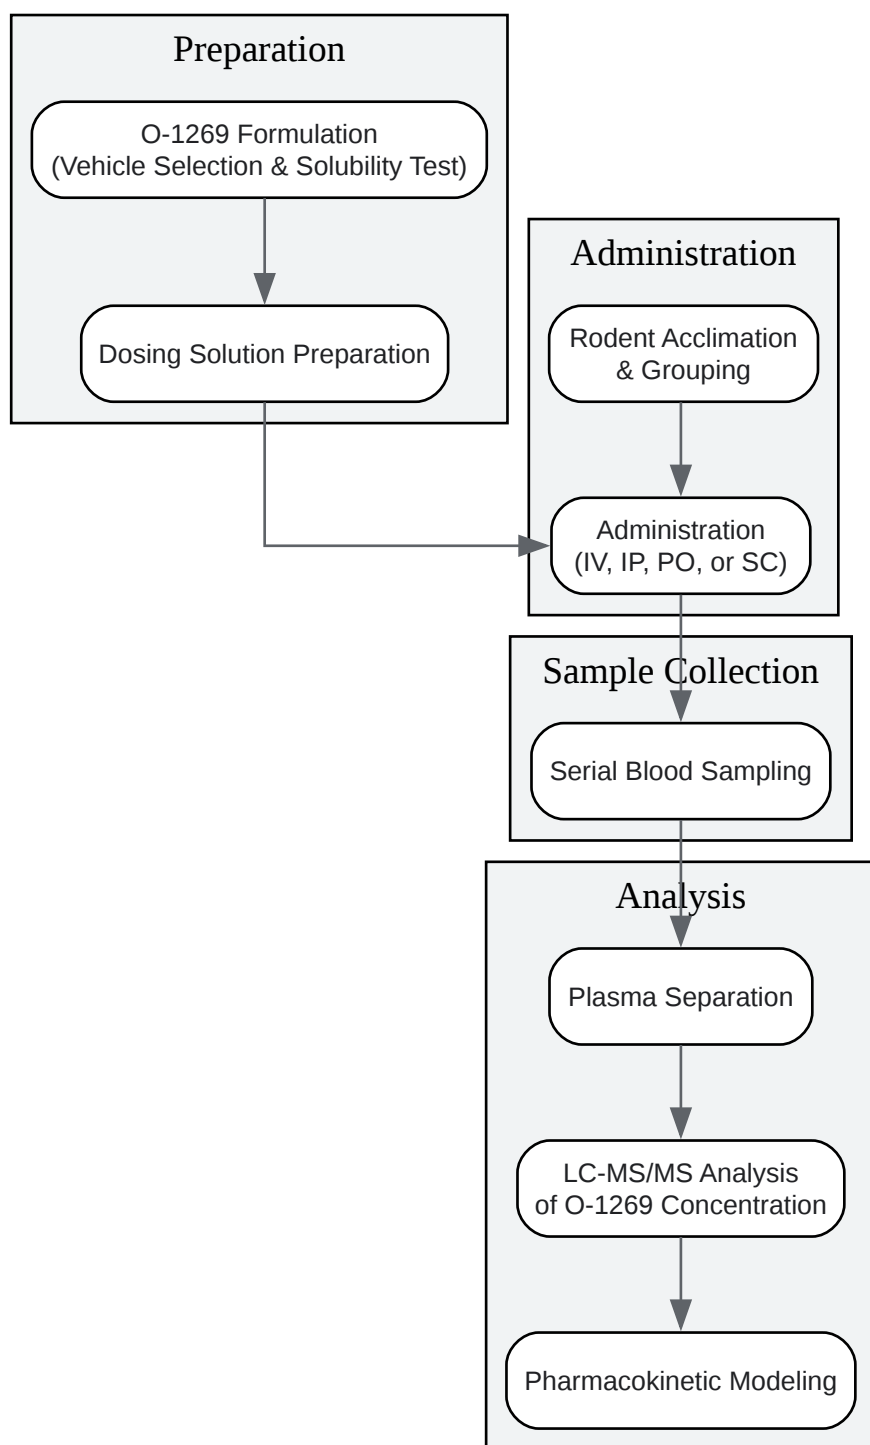 Preparation
O-1269 Formulation
(Vehicle Selection & Solubility Test)
Dosing Solution Preparation
Administration
Rodent Acclimation
& Grouping
Administration
(IV, IP, PO, or SC)
Sample Collection
Serial Blood Sampling
Analysis
Plasma Separation
LC-MS/MS Analysis
of O-1269 Concentration
Pharmacokinetic Modeling